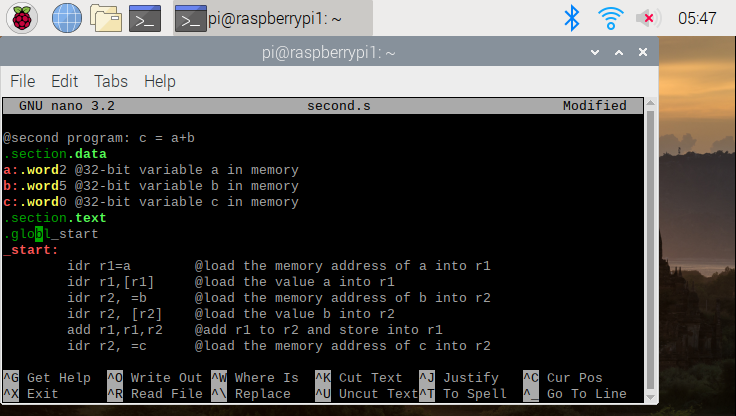 pi@raspberrypi1: ~ 05:47
pi@raspberrypi1: ~
File Edit Tabs Help
GNU nano 3.2 second.s Modified
@second program: c = a+b
.section.data
a:.word2 @32-bit variable a in memory
b:.word5 @32-bit variable b in memory
c:.word0 @32-bit variable c in memory
.section.text
.globl_start
_start:
idr r1=a @load the memory address of a into r1
idr r1,[r1] @load the value a into r1
idr r2, =b @load the memory address of b into r2
idr r2, [r2] @load the value b into r2
add r1,r1,r2 @add r1 to r2 and store into r1
idr r2, =c @load the memory address of c into r2
^G Get Help ^O Write Out ^W Where Is ^K Cut Text ^J Justify ^C Cur Pos
^X Exit ^R Read File ^\ Replace ^U Uncut Text ^T To Spell ^_ Go To Line